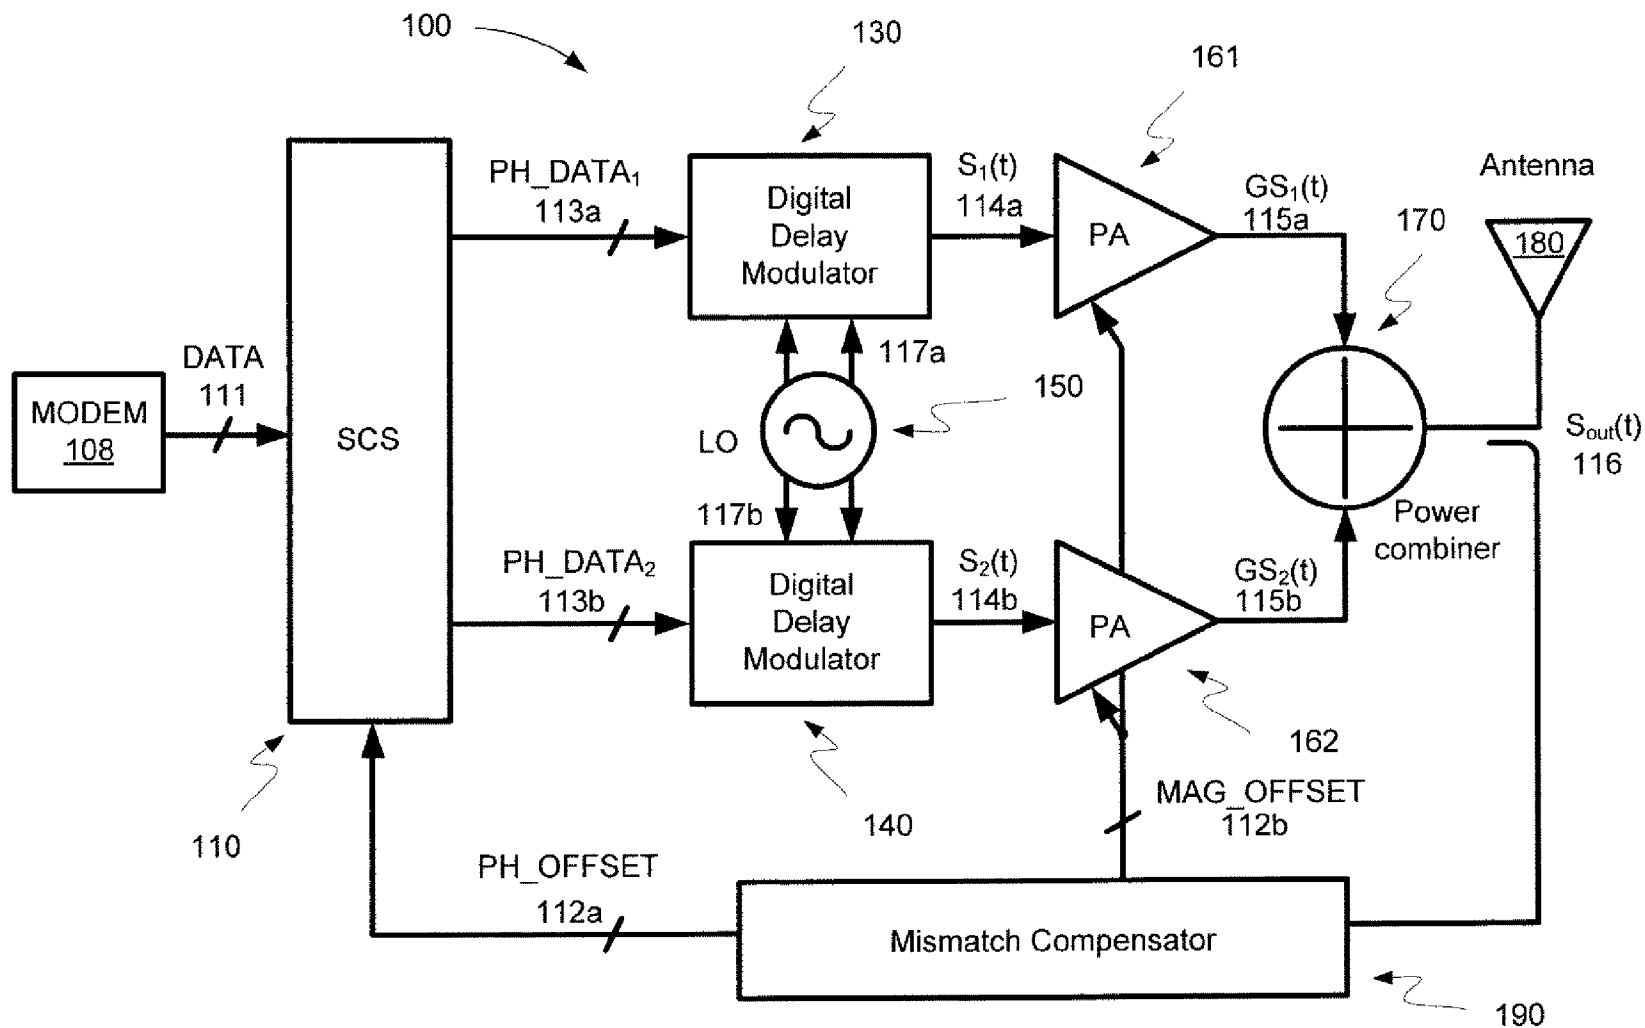 100
130
161
PH_DATA₁
113a
Digital
Delay
Modulator
S₁(t)
114a
PA
GS₁(t)
115a
170
Antenna
180
MODEM
108
DATA
111
SCS
117a
LO
150
117b
Sout(t)
116
Power
combiner
PH_DATA₂
113b
Digital
Delay
Modulator
S₂(t)
114b
PA
GS₂(t)
115b
162
110
140
MAG_OFFSET
112b
PH_OFFSET
112a
Mismatch Compensator
190